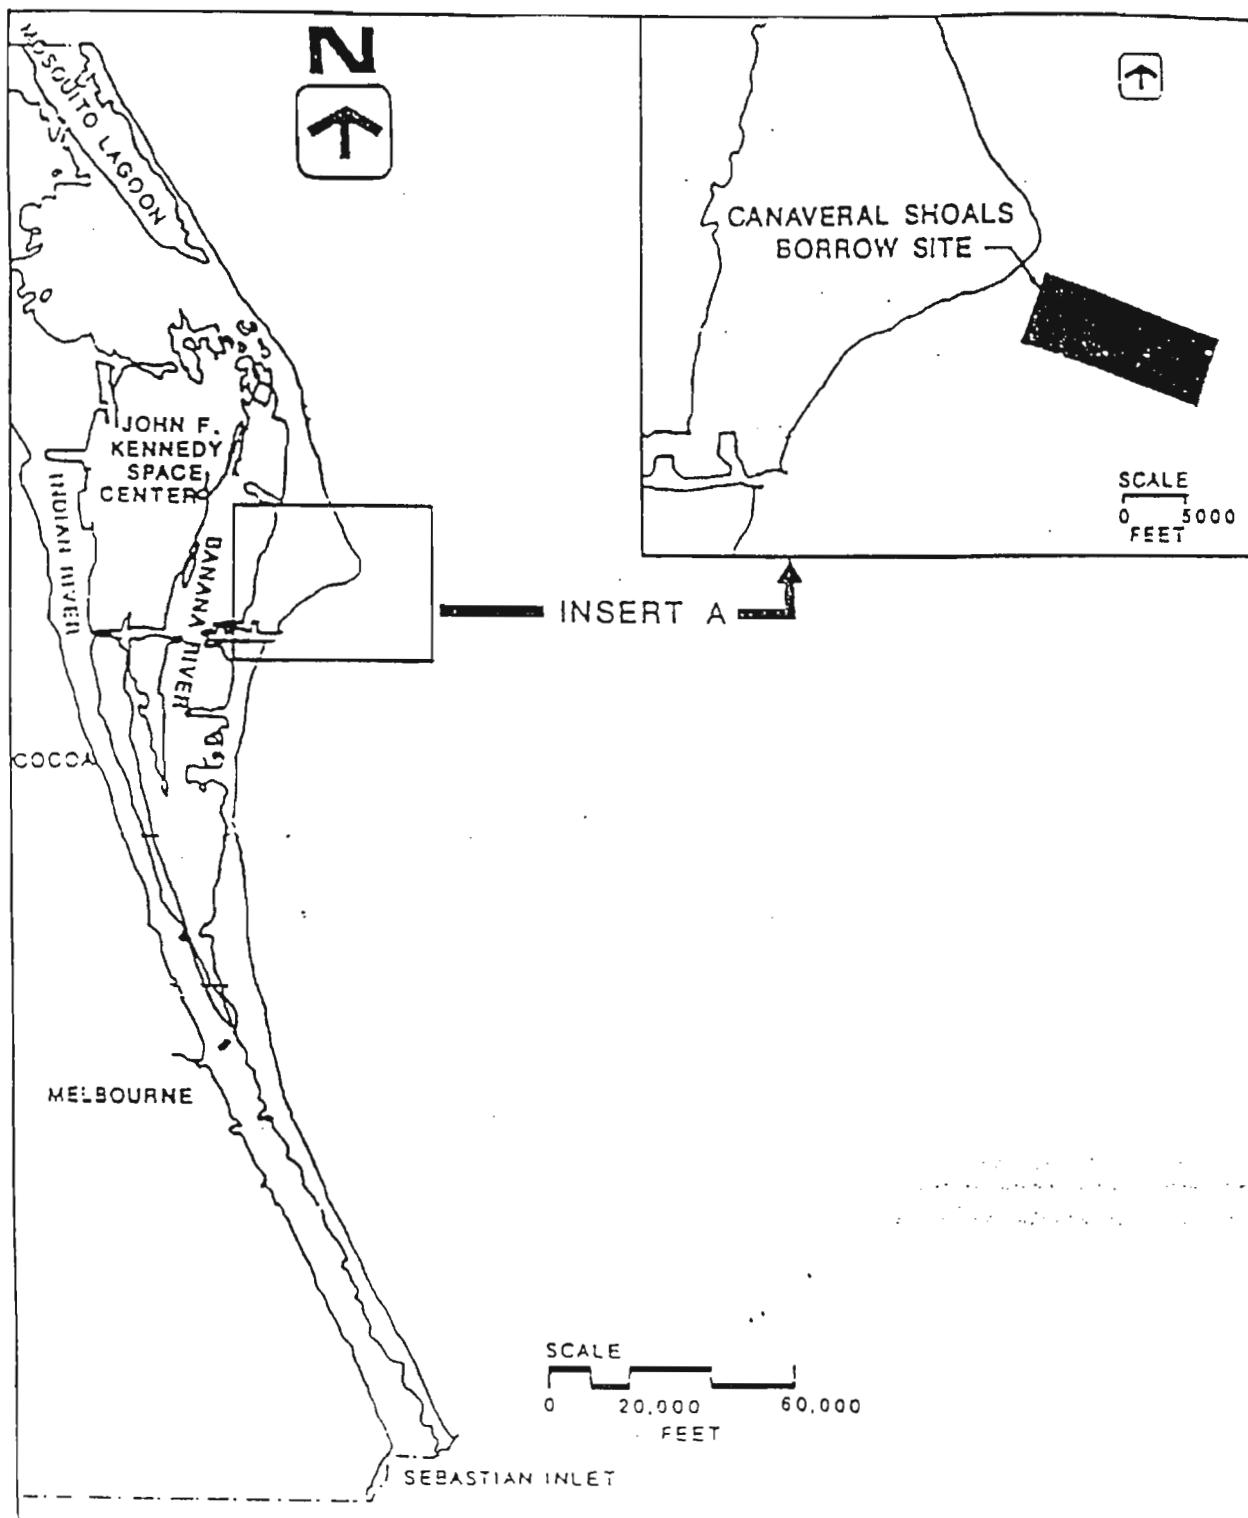 N
MOSQUITO LAGOON
CANAVERAL SHOALS
BORROW SITE
SCALE
0 5000
FEET
JOHN F.
KENNEDY
SPACE
CENTER
INDIAN RIVER
BANANA RIVER
INSERT A
COCOA
MELBOURNE
SCALE
0 20,000 60,000
FEET
SEBASTIAN INLET